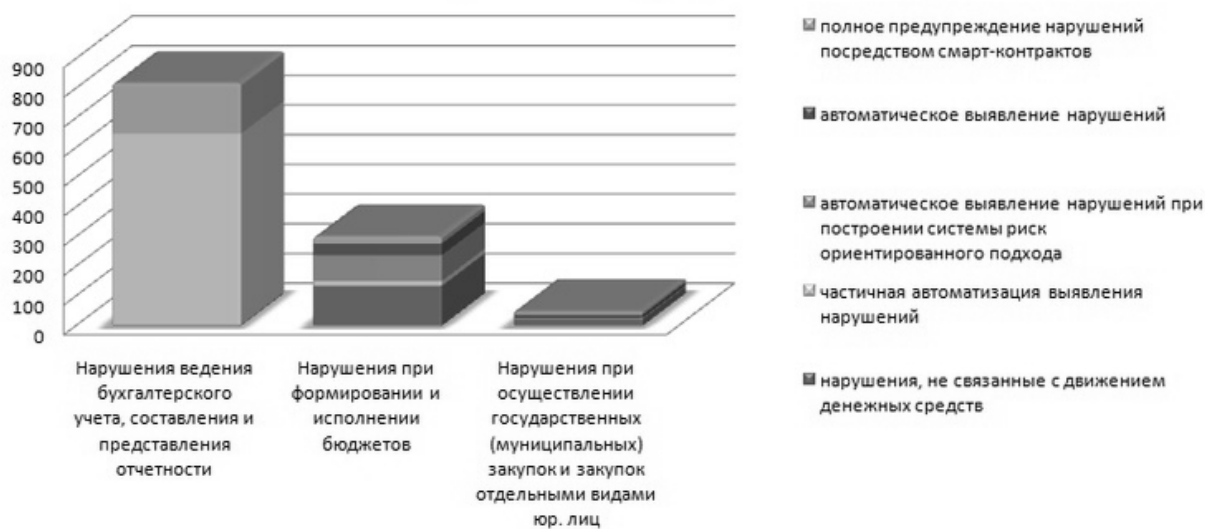 900
800
700
600
500
400
300
200
100
0
Нарушения ведения
бухгалтерского
учета, составления и
представления
отчетности
Нарушения при
формировании и
исполнении
бюджетов
Нарушения при
осуществлении
государственных
(муниципальных)
закупок и закупок
отдельными видами
юр. лиц
полное предупреждение нарушений
посредством смарт-контрактов
автоматическое выявление нарушений
автоматическое выявление нарушений при
построении системы риск
ориентированного подхода
частичная автоматизация выявления
нарушений
нарушения, не связанные с движением
денежных средств